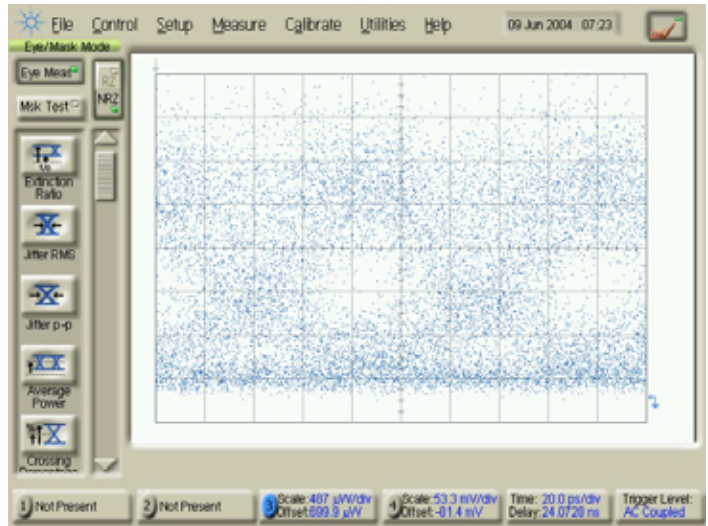 File Control Setup Measure Calibrate Utilities Help 09 Jun 2004 07:23
Eye/Mask Mode
Eye Meas
RZ
NRZ
Msk Test
Extinction
Ratio
Jitter RMS
Jitter p-p
Average
Power
Crossing
1) Not Present
2) Not Present
3) Scale:487 µW/div
Offset:699.9 µW
4) Scale:53.3 mV/div
Offset:-81.4 mV
Time: 20.0 ps/div
Delay:24.0720 ns
Trigger Level:
AC Coupled